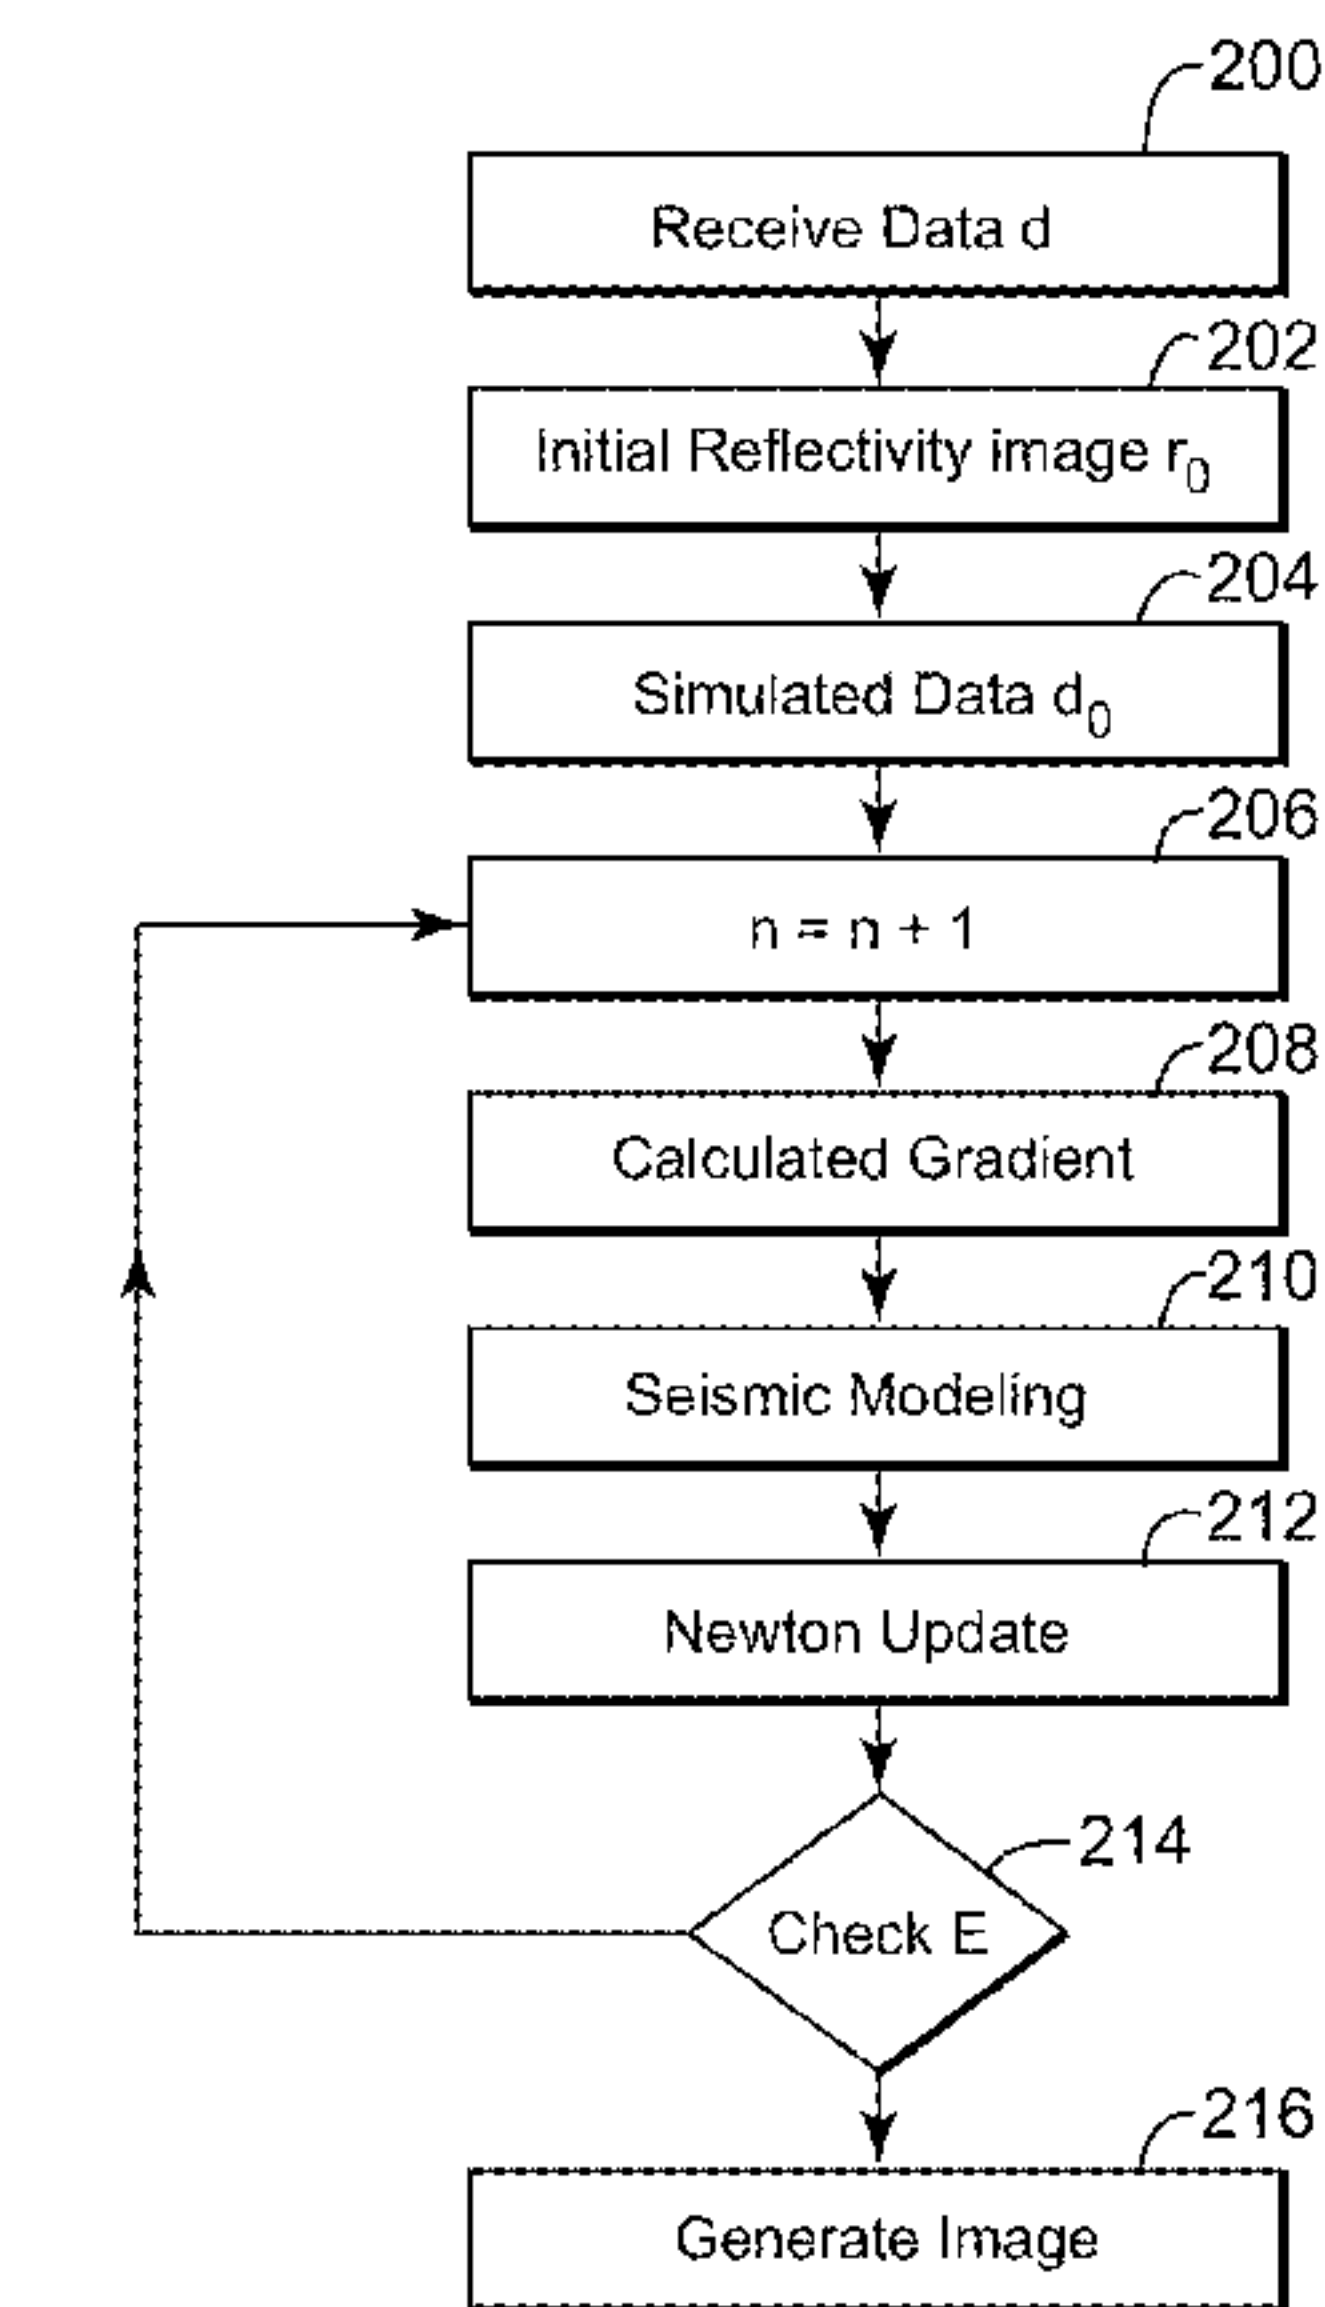 200
Receive Data d
202
Initial Reflectivity image r₀
204
Simulated Data d₀
206
n = n + 1
208
Calculated Gradient
210
Seismic Modeling
212
Newton Update
214
Check E
216
Generate Image